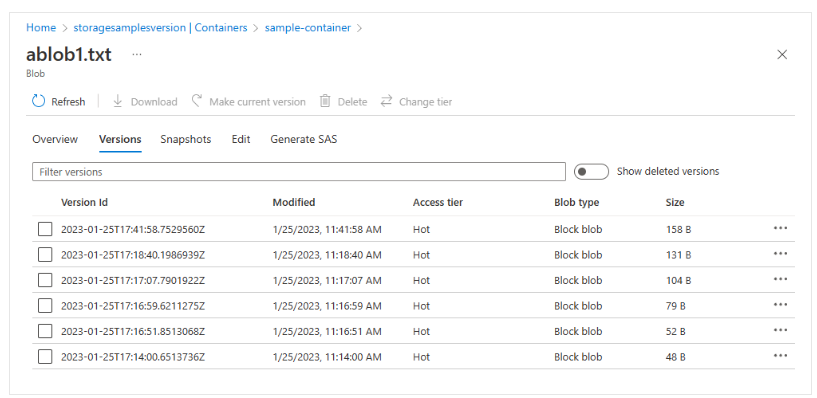 Home > storagesamplesversion | Containers > sample-container >
ablob1.txt ...
Blob
Refresh Download Make current version Delete Change tier
Overview Versions Snapshots Edit Generate SAS
Filter versions Show deleted versions
Version Id Modified Access tier Blob type Size
2023-01-25T17:41:58.7529560Z 1/25/2023, 11:41:58 AM Hot Block blob 158 B ...
2023-01-25T17:18:40.1986939Z 1/25/2023, 11:18:40 AM Hot Block blob 131 B ...
2023-01-25T17:17:07.7901922Z 1/25/2023, 11:17:07 AM Hot Block blob 104 B ...
2023-01-25T17:16:59.6211275Z 1/25/2023, 11:16:59 AM Hot Block blob 79 B ...
2023-01-25T17:16:51.8513068Z 1/25/2023, 11:16:51 AM Hot Block blob 52 B ...
2023-01-25T17:14:00.6513736Z 1/25/2023, 11:14:00 AM Hot Block blob 48 B ...